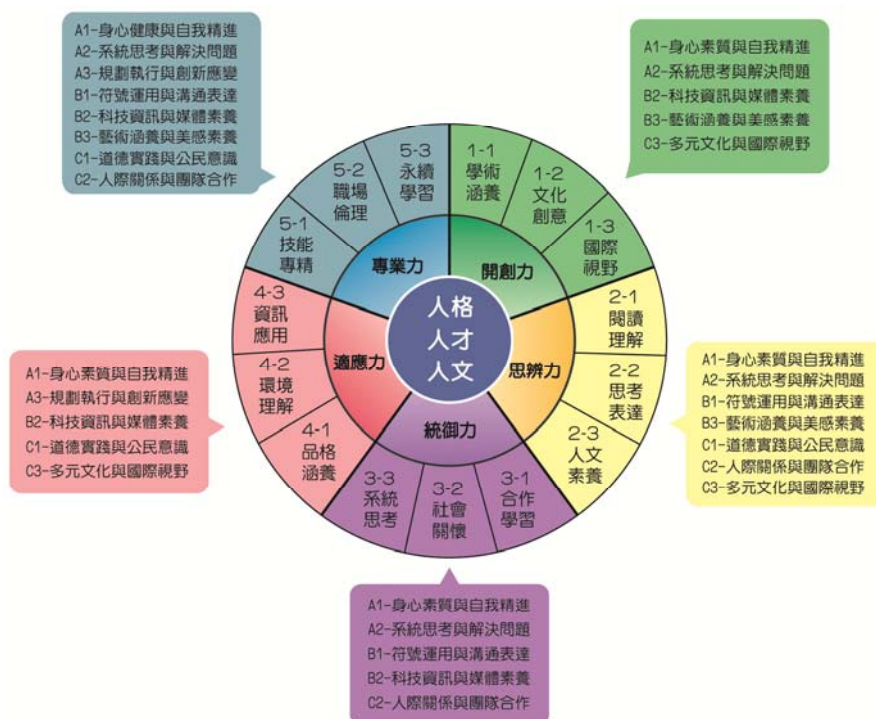 A1-身心健康與自我精進
A2-系統思考與解決問題
A3-規劃執行與創新應變
B1-符號運用與溝通表達
B2-科技資訊與媒體素養
B3-藝術涵養與美感素養
C1-道德實踐與公民意識
C2-人際關係與團隊合作
A1-身心素質與自我精進
A2-系統思考與解決問題
B2-科技資訊與媒體素養
B3-藝術涵養與美感素養
C3-多元文化與國際視野
人格
人才
人文
開創力
1-1
學術
涵養
1-2
文化
創意
1-3
國際
視野
思辨力
2-1
閱讀
理解
2-2
思考
表達
2-3
人文
素養
統御力
3-1
合作
學習
3-2
社會
關懷
3-3
系統
思考
適應力
4-1
品格
涵養
4-2
環境
理解
4-3
資訊
應用
專業力
5-1
技能
專精
5-2
職場
倫理
5-3
永續
學習
A1-身心素質與自我精進
A3-規劃執行與創新應變
B2-科技資訊與媒體素養
C1-道德實踐與公民意識
C3-多元文化與國際視野
A1-身心素質與自我精進
A2-系統思考與解決問題
B1-符號運用與溝通表達
B3-藝術涵養與美感素養
C1-道德實踐與公民意識
C2-人際關係與團隊合作
C3-多元文化與國際視野
A1-身心素質與自我精進
A2-系統思考與解決問題
B1-符號運用與溝通表達
B2-科技資訊與媒體素養
C2-人際關係與團隊合作